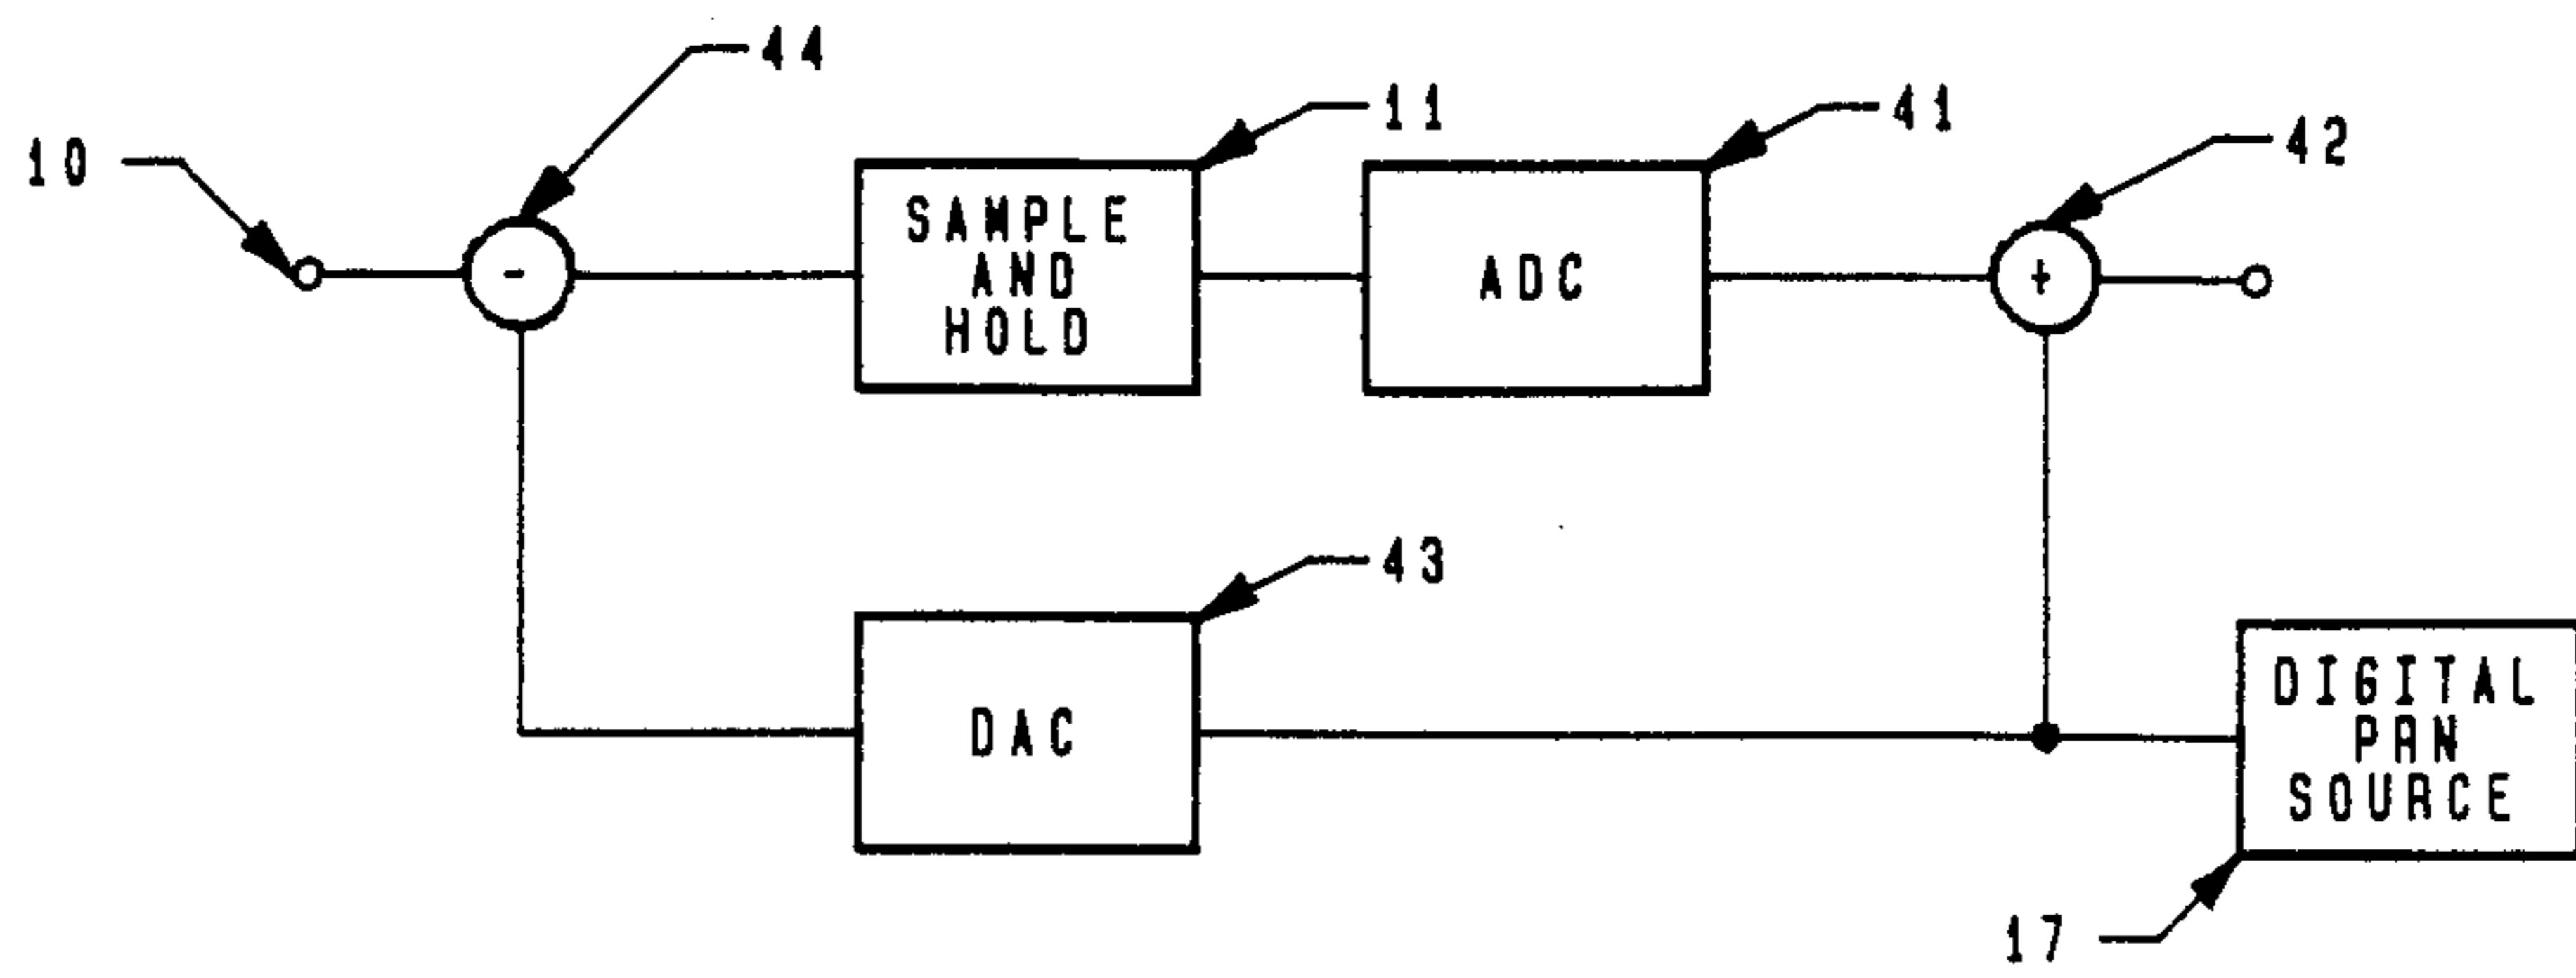 44
11
41
42
10
-
SAMPLE
AND
HOLD
ADC
+
43
DAC
DIGITAL
PRN
SOURCE
17